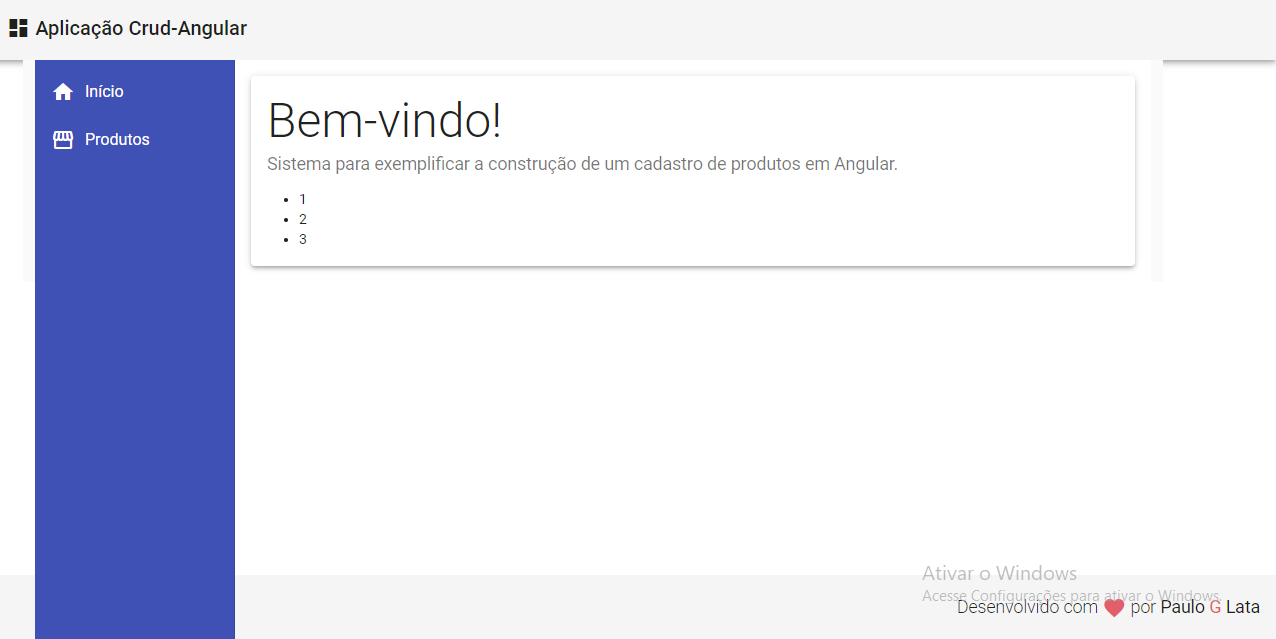 Aplicação Crud-Angular
Início
Produtos
Bem-vindo!
Sistema para exemplificar a construção de um cadastro de produtos em Angular.
1
2
3
Ativar o Windows
Acesse Configurações para ativar o Windows.
Desenvolvido com por Paulo G Lata